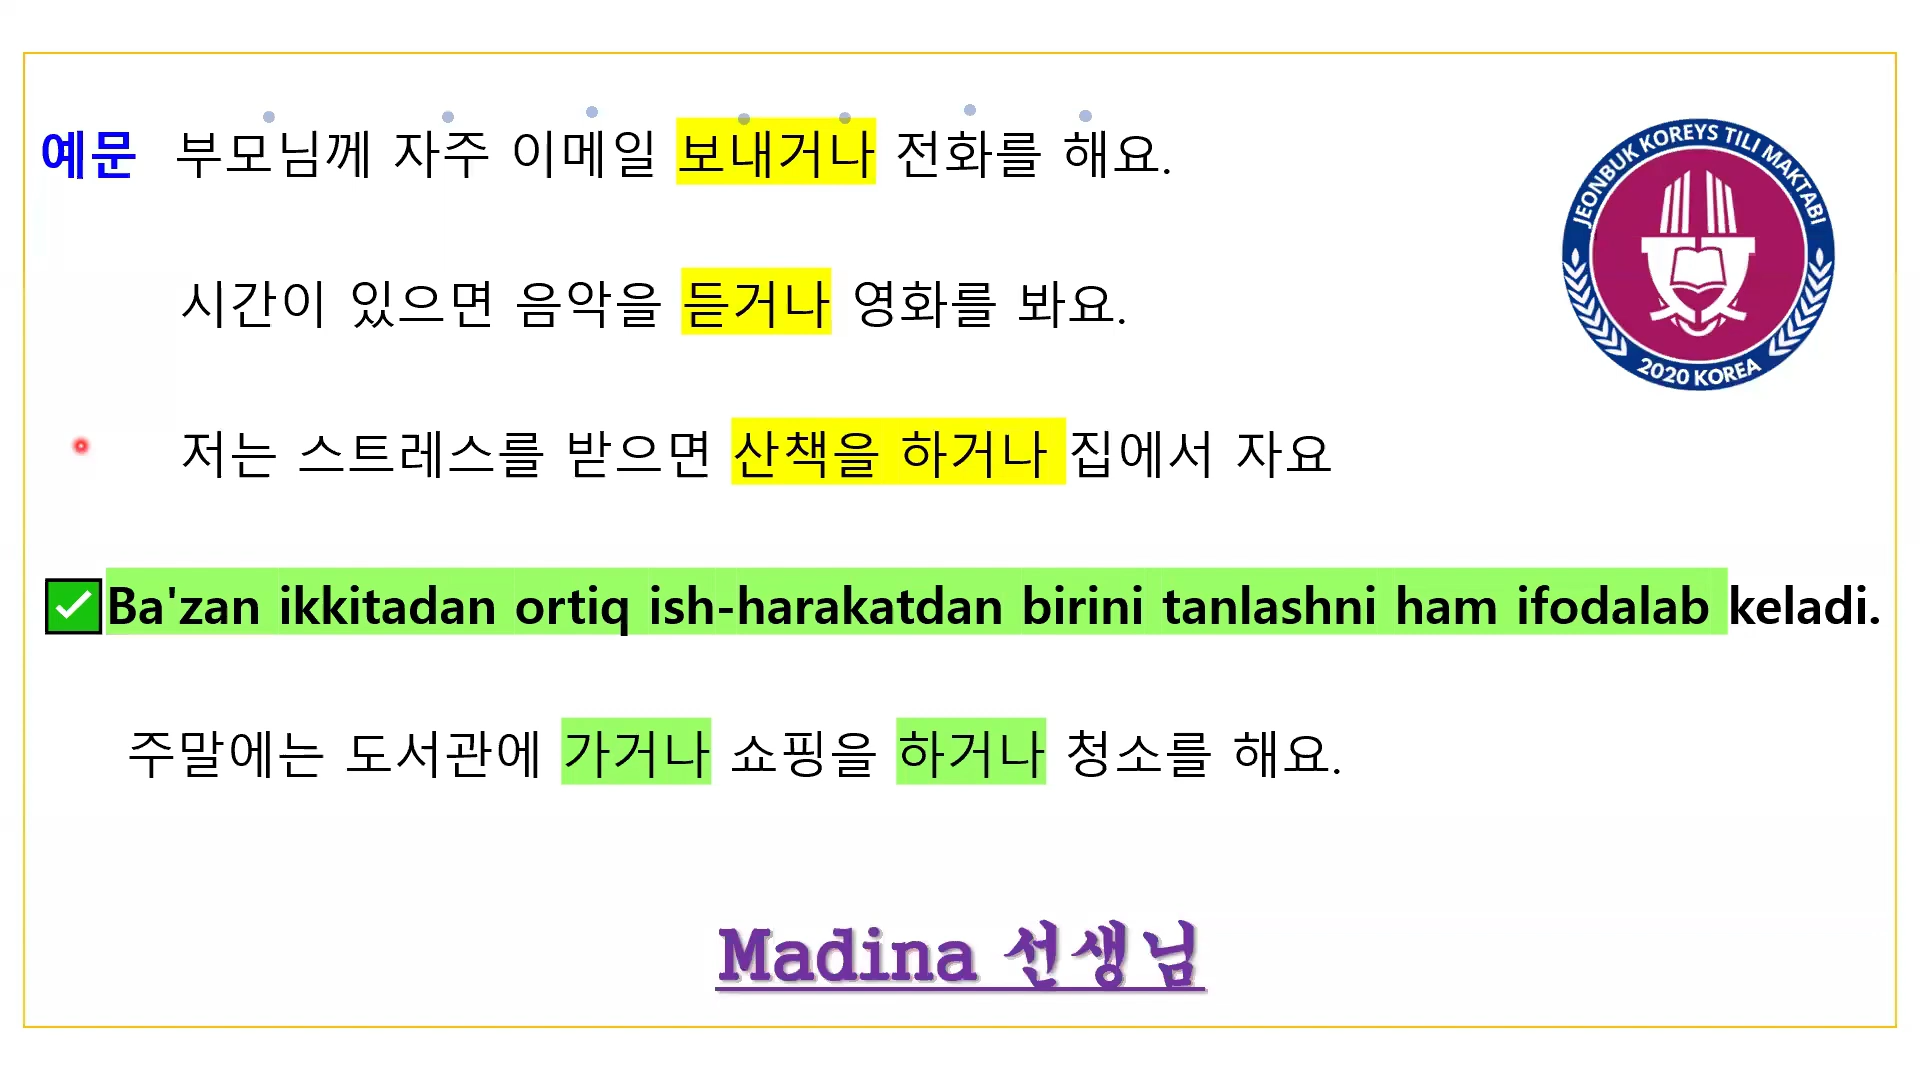 예문 부모님께 자주 이메일 보내거나 전화를 해요.
시간이 있으면 음악을 듣거나 영화를 봐요.
저는 스트레스를 받으면 산책을 하거나 집에서 자요
Ba'zan ikkitadan ortiq ish-harakatdan birini tanlashni ham ifodalab keladi.
주말에는 도서관에 가거나 쇼핑을 하거나 청소를 해요.
Madina 선생님
JEONBUK KOREYS TILI MAKTABI
2020 KOREA